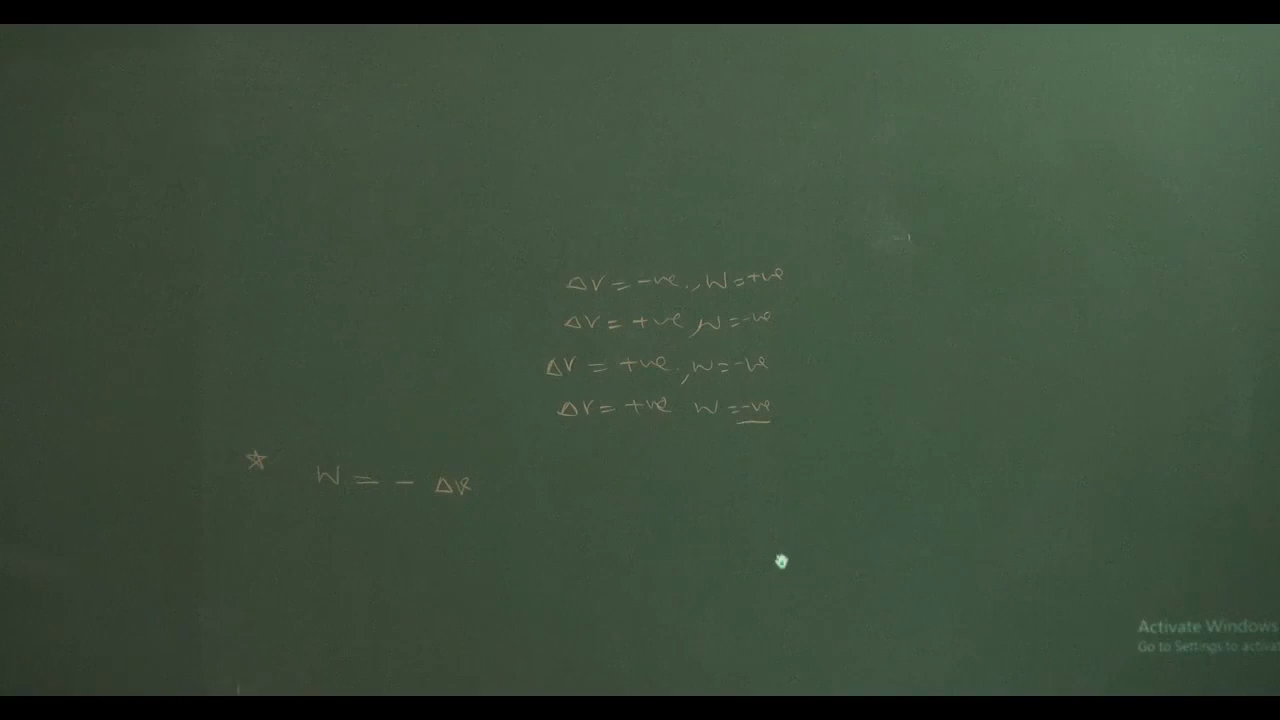 ΔV = -ve., W = +ve
ΔV = +ve, W = -ve
ΔV = +ve., W = -ve
ΔV = +ve W = -ve
☆ W = - ΔV
Activate Windows
Go to Settings to activat